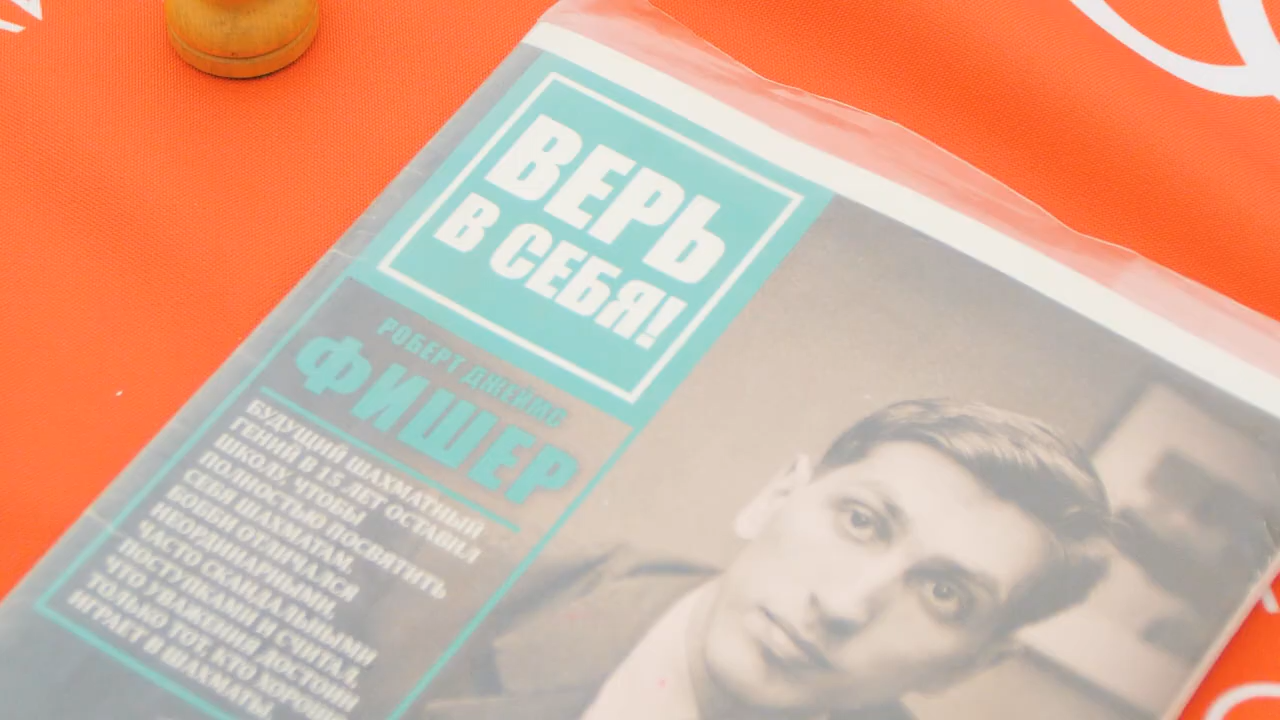 ВЕРЬ
В СЕБЯ!
РОБЕРТ ДЖЕЙМС
ФИШЕР
БУДУЩИЙ ШАХМАТНЫЙ
ГЕНИЙ В 15 ЛЕТ ОСТАВИЛ
ШКОЛУ, ЧТОБЫ
ПОЛНОСТЬЮ ПОСВЯТИТЬ
СЕБЯ ШАХМАТАМ.
БОББИ ОТЛИЧАЛСЯ
НЕОРДИНАРНЫМИ,
ЧАСТО СКАНДАЛЬНЫМИ
ПОСТУПКАМИ И СЧИТАЛ,
ЧТО УВАЖЕНИЯ ДОСТОИН
ТОЛЬКО ТОТ, КТО ХОРОШО
ИГРАЕТ В ШАХМАТЫ.